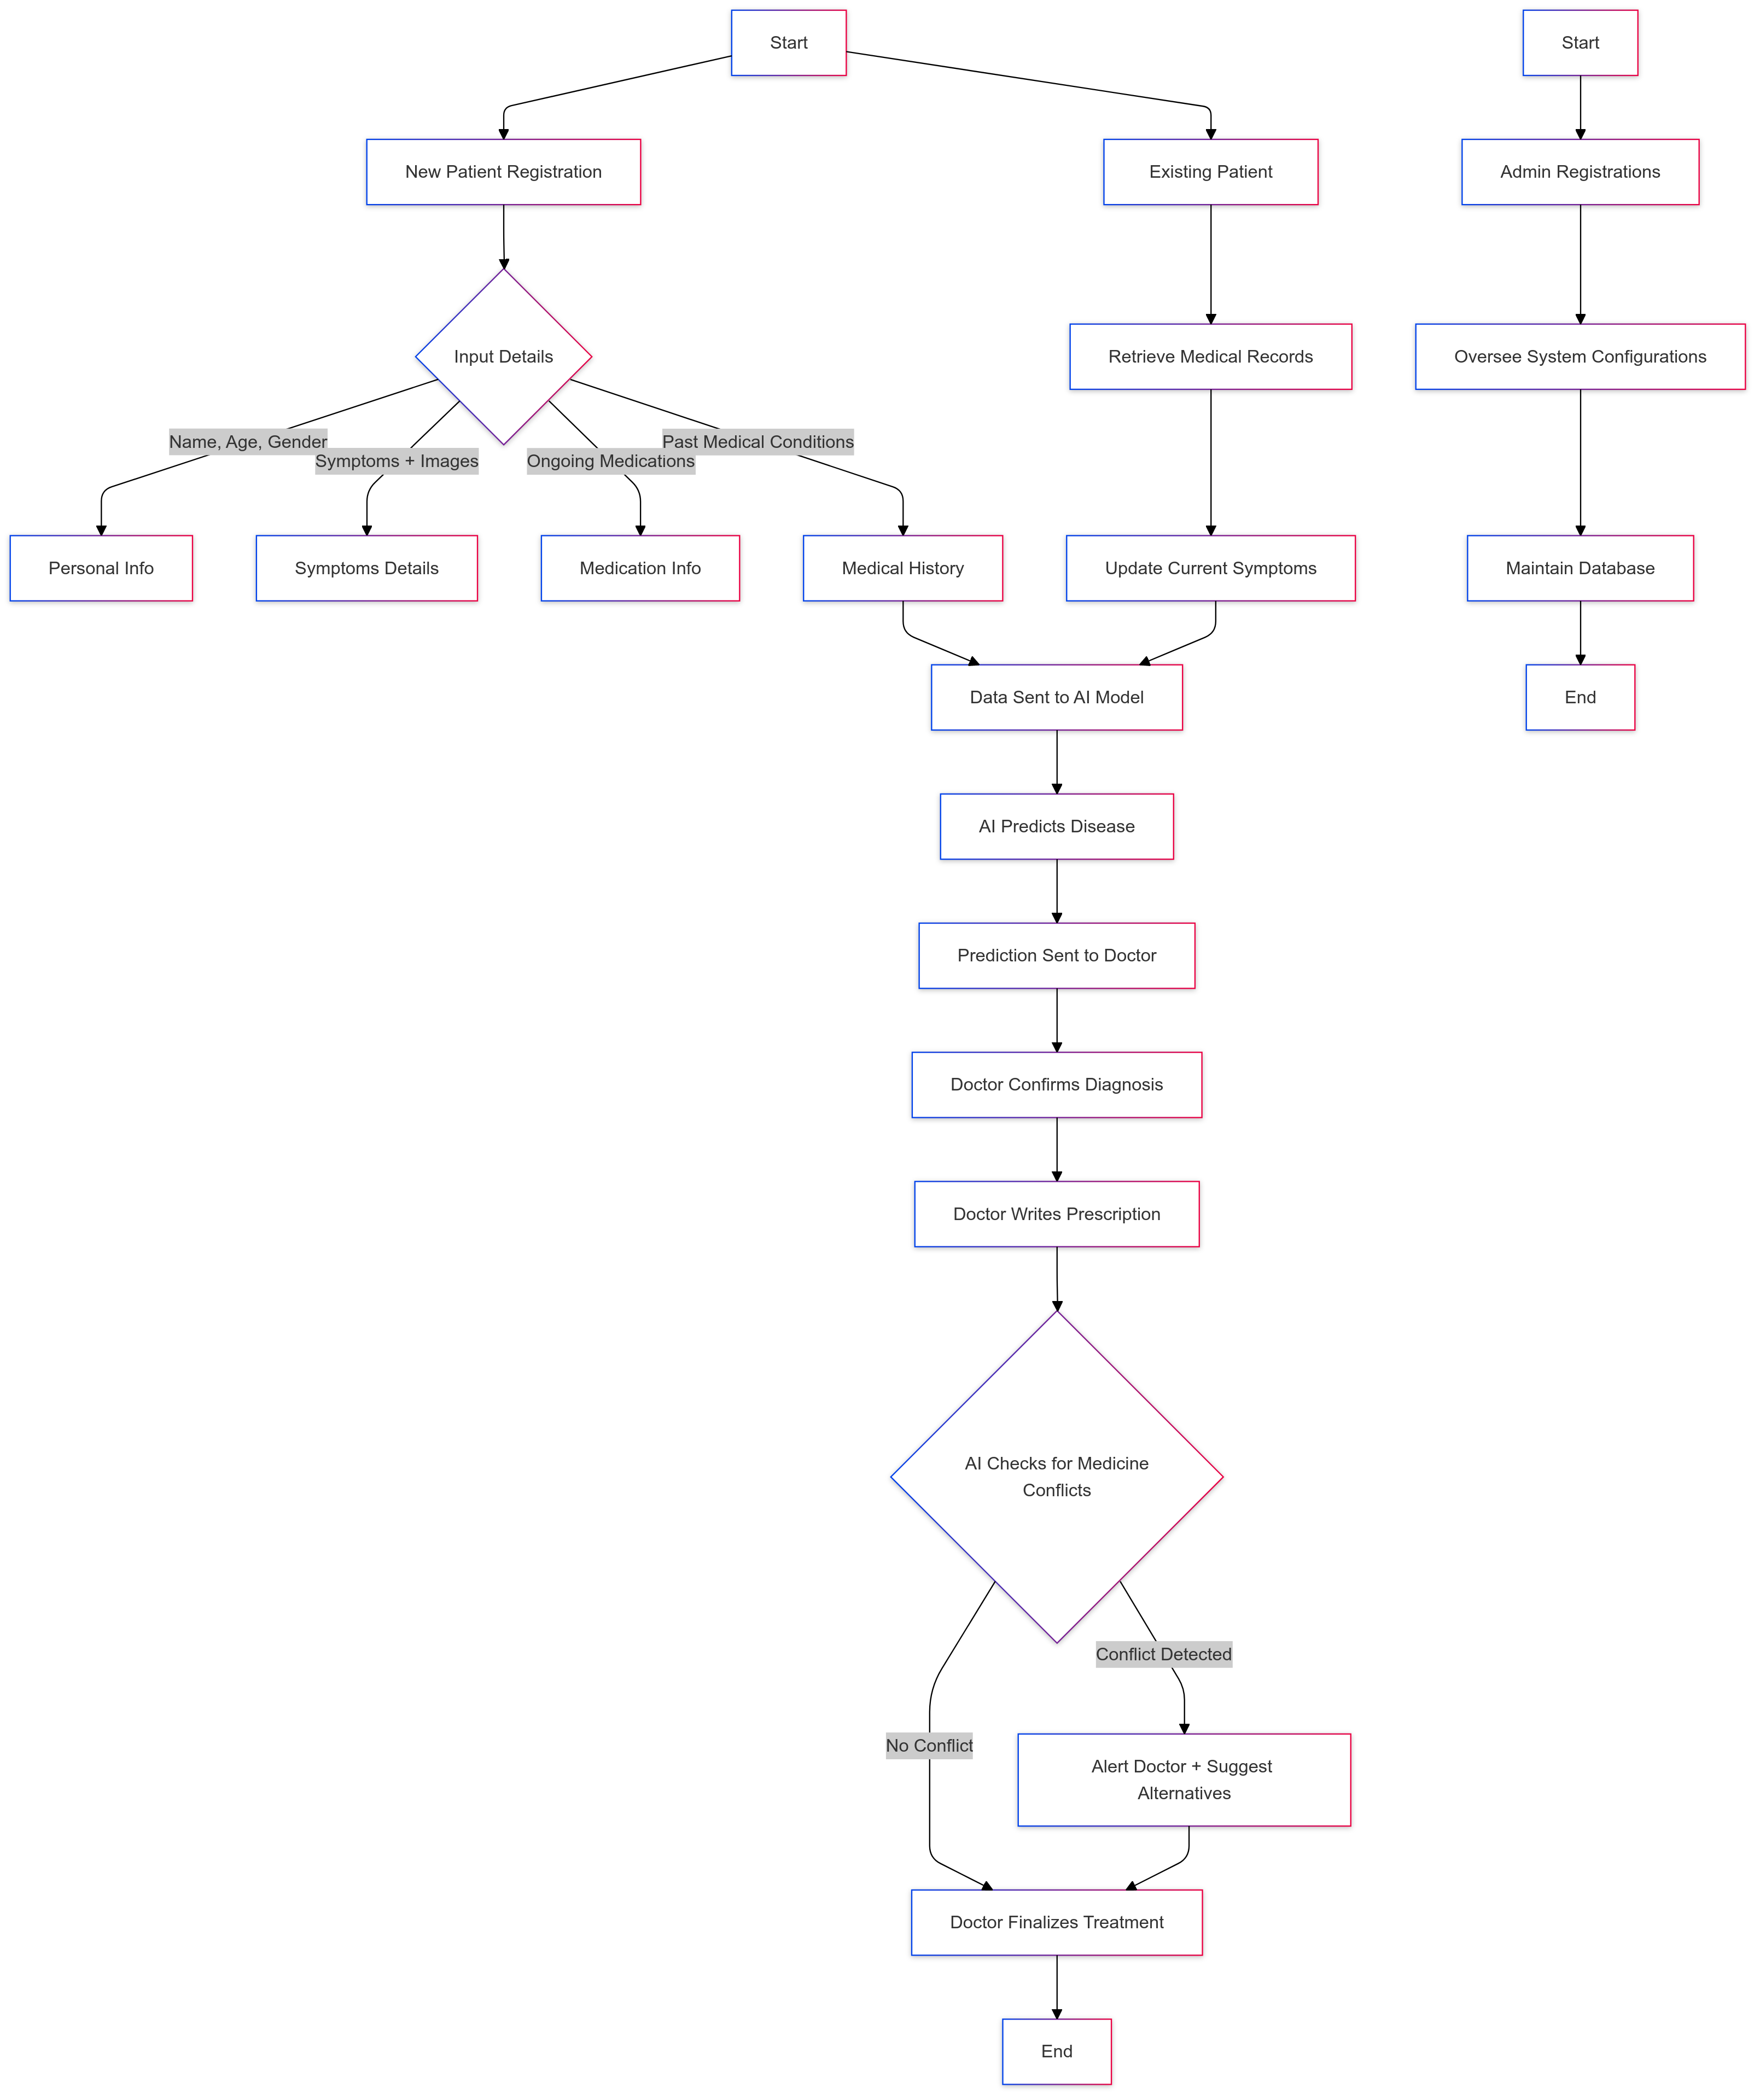 Start
Start
New Patient Registration
Existing Patient
Admin Registrations
Input Details
Retrieve Medical Records
Oversee System Configurations
Name, Age, Gender
Symptoms + Images
Ongoing Medications
Past Medical Conditions
Personal Info
Symptoms Details
Medication Info
Medical History
Update Current Symptoms
Maintain Database
Data Sent to AI Model
End
AI Predicts Disease
Prediction Sent to Doctor
Doctor Confirms Diagnosis
Doctor Writes Prescription
AI Checks for Medicine
Conflicts
Conflict Detected
No Conflict
Alert Doctor + Suggest
Alternatives
Doctor Finalizes Treatment
End